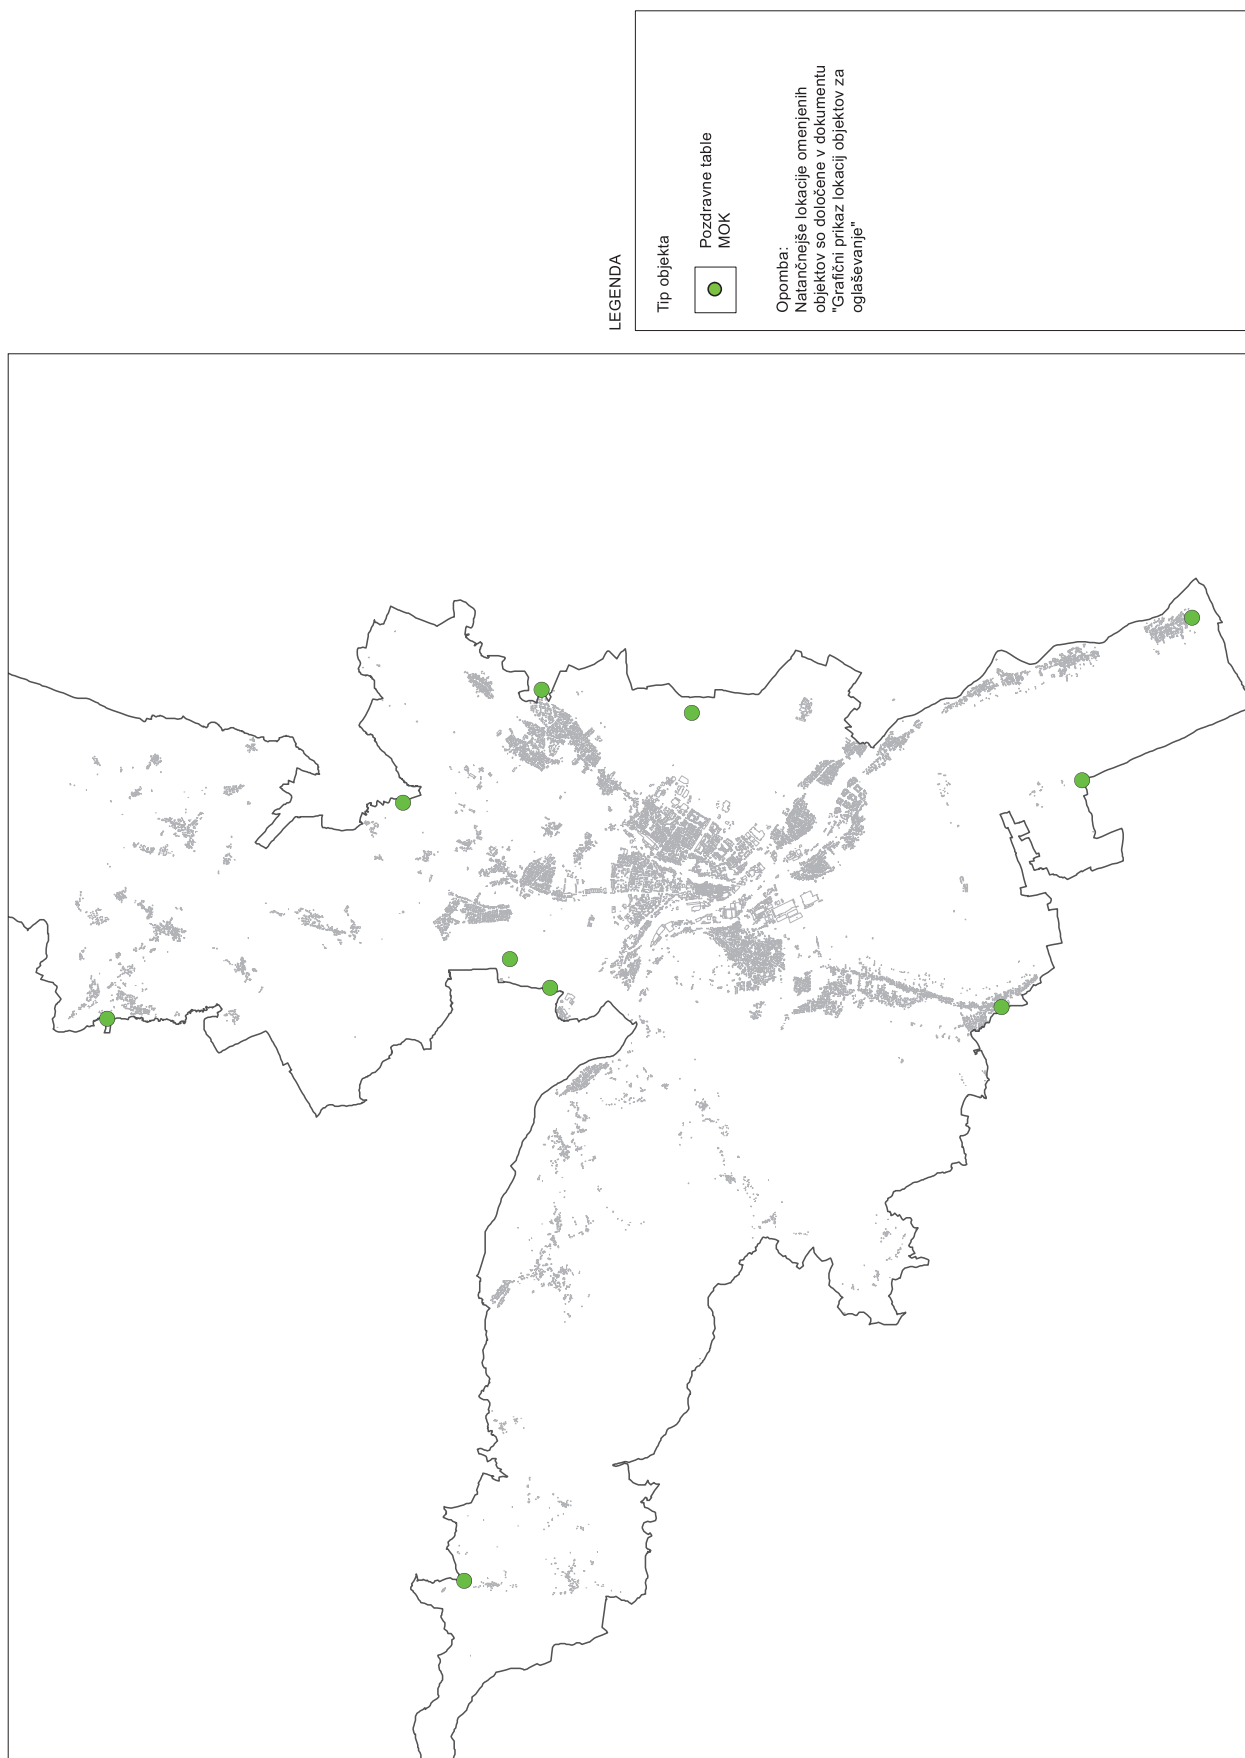 LEGENDA
Tip objekta
Pozdravne table
MOK
Opomba:
Natančnejše lokacije omenjenih
objektov so določene v dokumentu
"Grafični prikaz lokacij objektov za
oglaševanje"